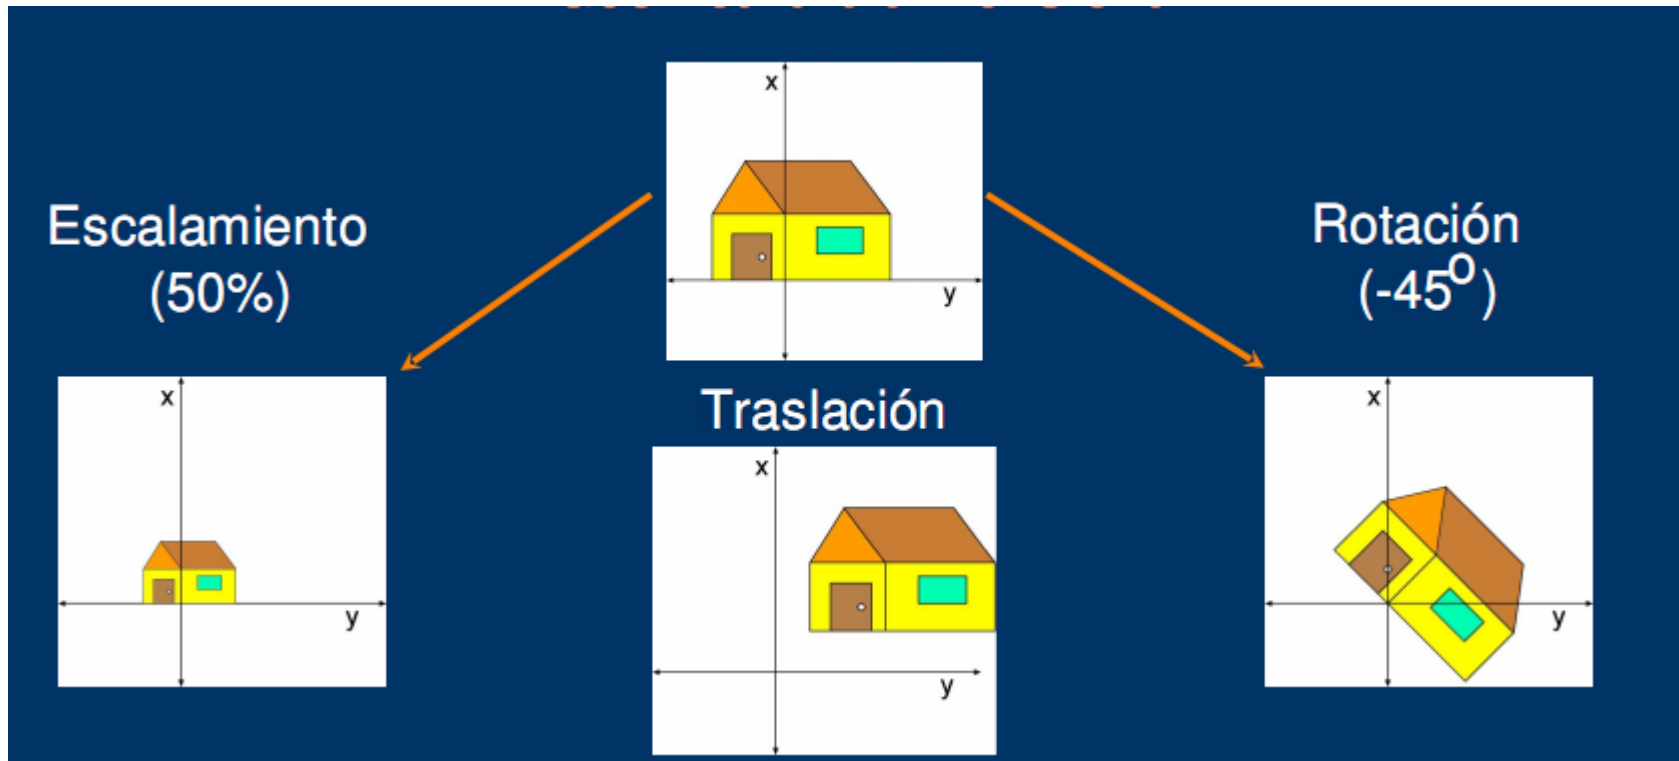 x
y
Escalamiento
(50%)
Rotación
(-45º)
Traslación
x
y
x
y
x
y